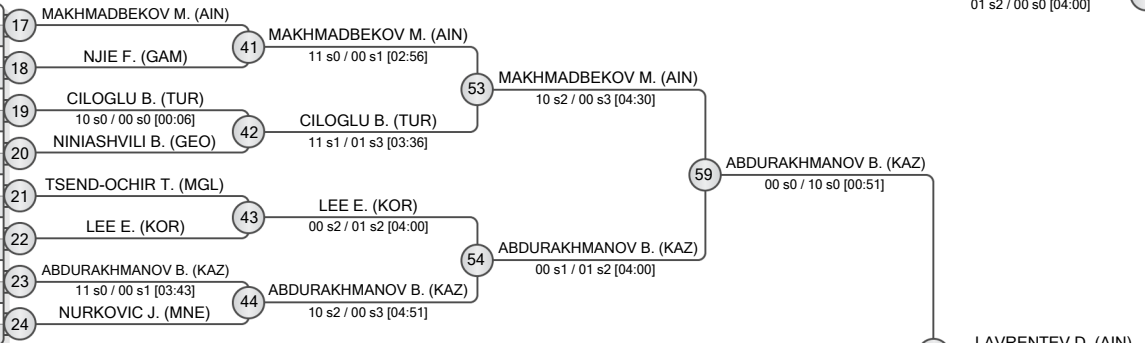 01 s2 / 00 s0 [04:00]
17
MAKHMADBEKOV M. (AIN)
18
NJIE F. (GAM)
41
MAKHMADBEKOV M. (AIN)
11 s0 / 00 s1 [02:56]
19
CILOGLU B. (TUR)
10 s0 / 00 s0 [00:06]
20
NINIASHVILI B. (GEO)
42
CILOGLU B. (TUR)
11 s1 / 01 s3 [03:36]
53
MAKHMADBEKOV M. (AIN)
10 s2 / 00 s3 [04:30]
21
TSEND-OCHIR T. (MGL)
22
LEE E. (KOR)
43
LEE E. (KOR)
00 s2 / 01 s2 [04:00]
23
ABDURAKHMANOV B. (KAZ)
11 s0 / 00 s1 [03:43]
24
NURKOVIC J. (MNE)
44
ABDURAKHMANOV B. (KAZ)
10 s2 / 00 s3 [04:51]
54
ABDURAKHMANOV B. (KAZ)
00 s1 / 01 s2 [04:00]
59
ABDURAKHMANOV B. (KAZ)
00 s0 / 10 s0 [00:51]
LAVRENTEV D. (AIN)